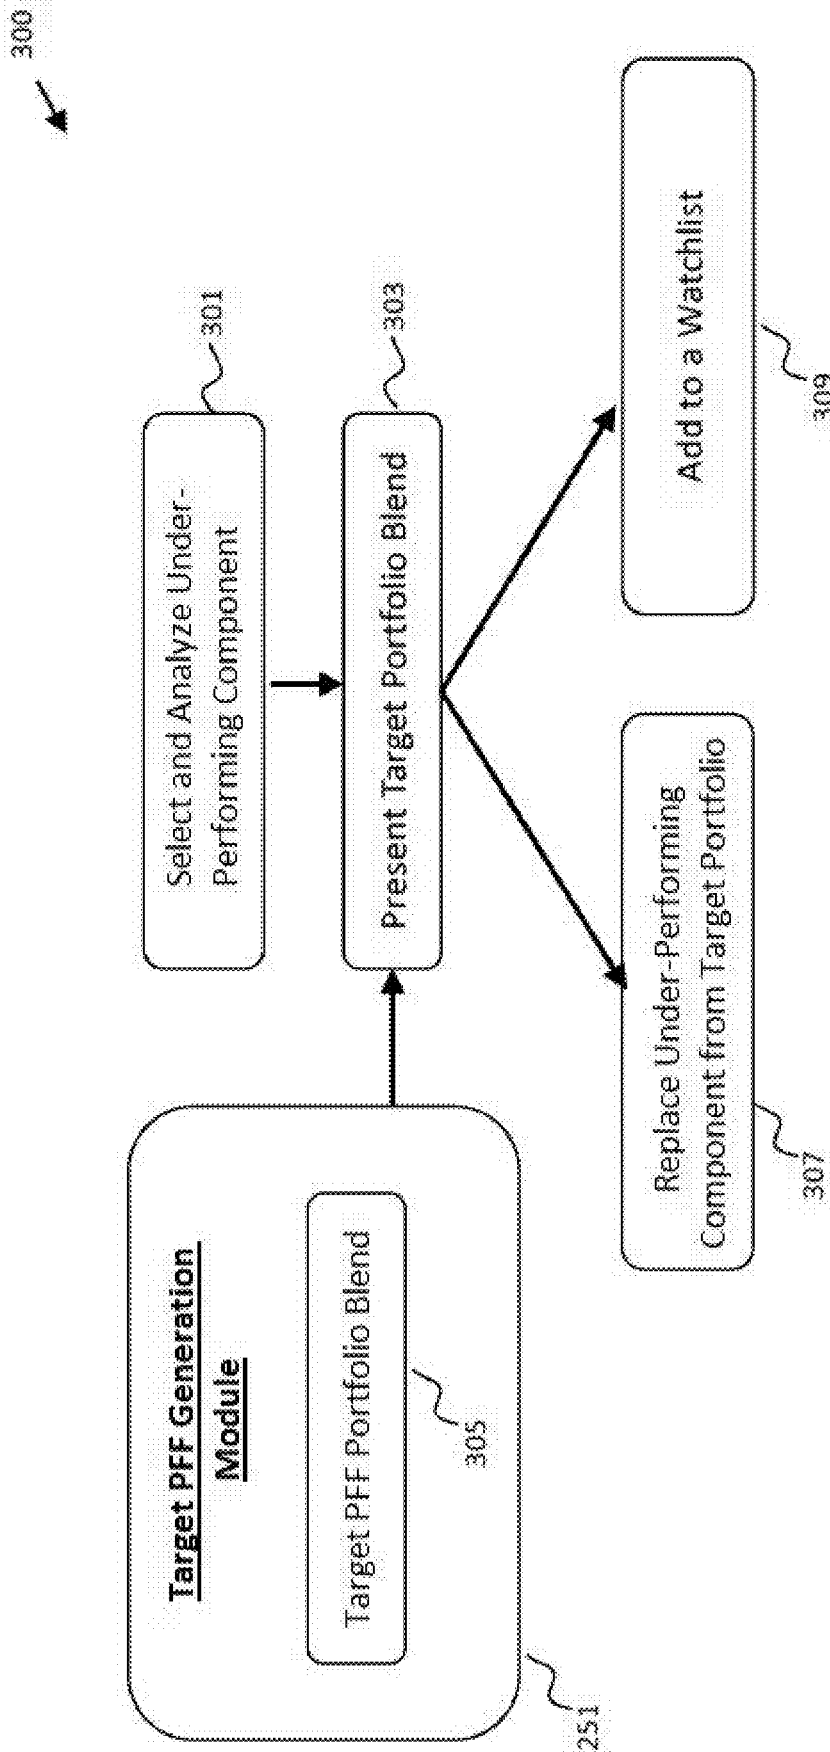 300
Select and Analyze Under-
Performing Component
301
Target PFF Generation
Module
Target PFF Portfolio Blend
305
251
Present Target Portfolio Blend
303
Replace Under-Performing
Component from Target Portfolio
307
Add to a Watchlist
309